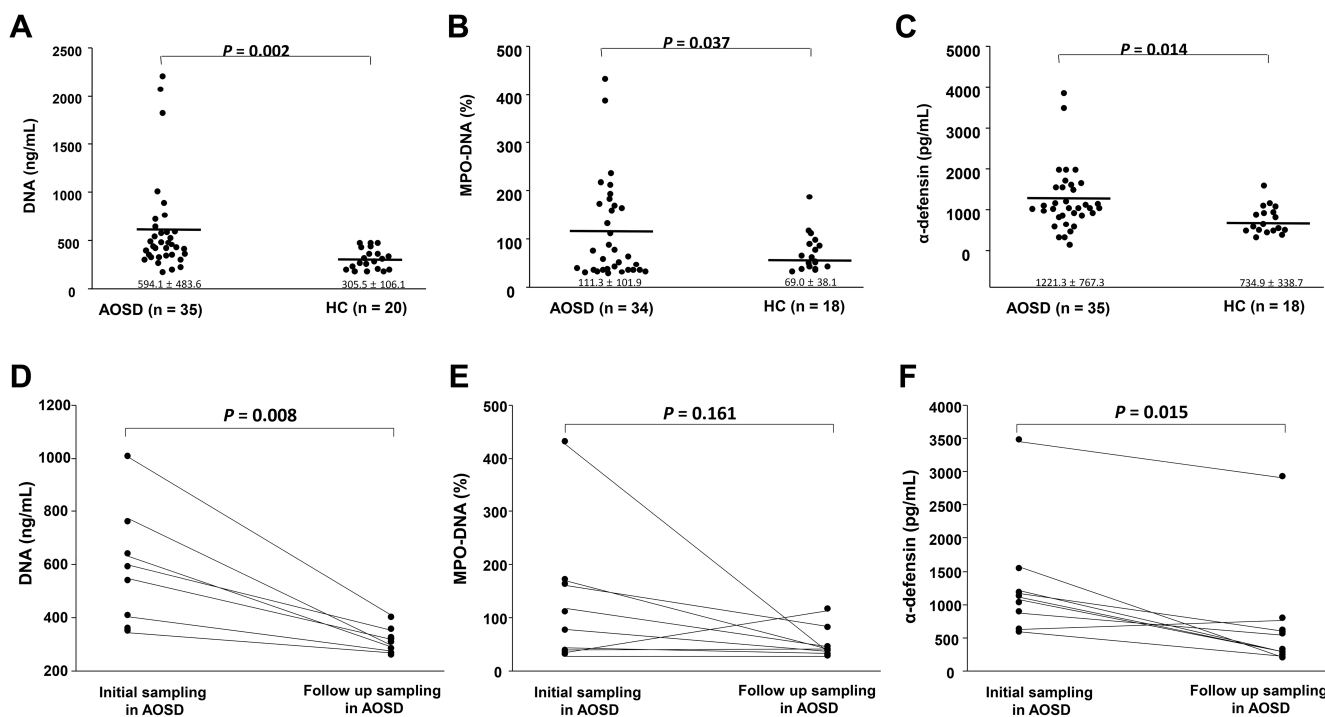 A
P = 0.002
2500
2000
1500
1000
500
0
DNA (ng/mL)
594.1 ± 483.6
305.5 ± 106.1
AOSD (n = 35)
HC (n = 20)
B
P = 0.037
500
400
300
200
100
0
MPO-DNA (%)
111.3 ± 101.9
69.0 ± 38.1
AOSD (n = 34)
HC (n = 18)
C
P = 0.014
5000
4000
5000
2000
1000
0
α-defensin (pg/mL)
1221.3 ± 767.3
734.9 ± 338.7
AOSD (n = 35)
HC (n = 18)
D
P = 0.008
1200
1000
800
600
400
200
DNA (ng/mL)
Initial sampling
in AOSD
Follow up sampling
in AOSD
E
P = 0.161
500
400
300
200
100
0
MPO-DNA (%)
Initial sampling
in AOSD
Follow up sampling
in AOSD
F
P = 0.015
4000
3500
3000
2500
1500
1000
500
0
α-defensin (pg/mL)
Initial sampling
in AOSD
Follow up sampling
in AOSD